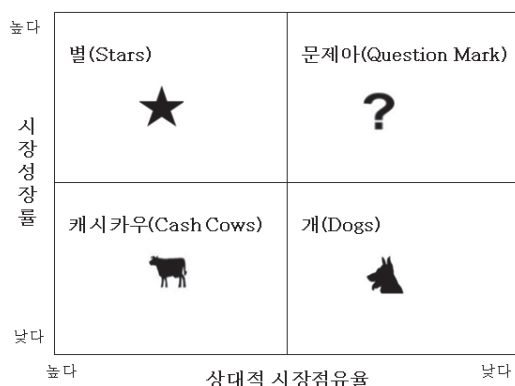 높다
별(Stars)
문제아(Question Mark)
?
시장성장률
캐시카우(Cash Cows)
개(Dogs)
낮다
높다
상대적 시장점유율
낮다